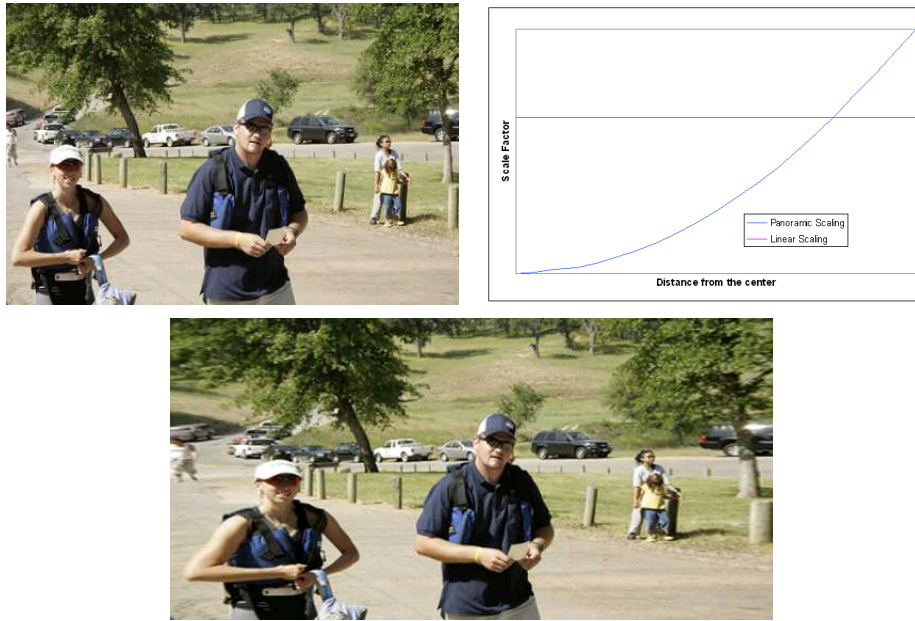 Scale Factor
Panoramic Scaling
Linear Scaling
Distance from the center